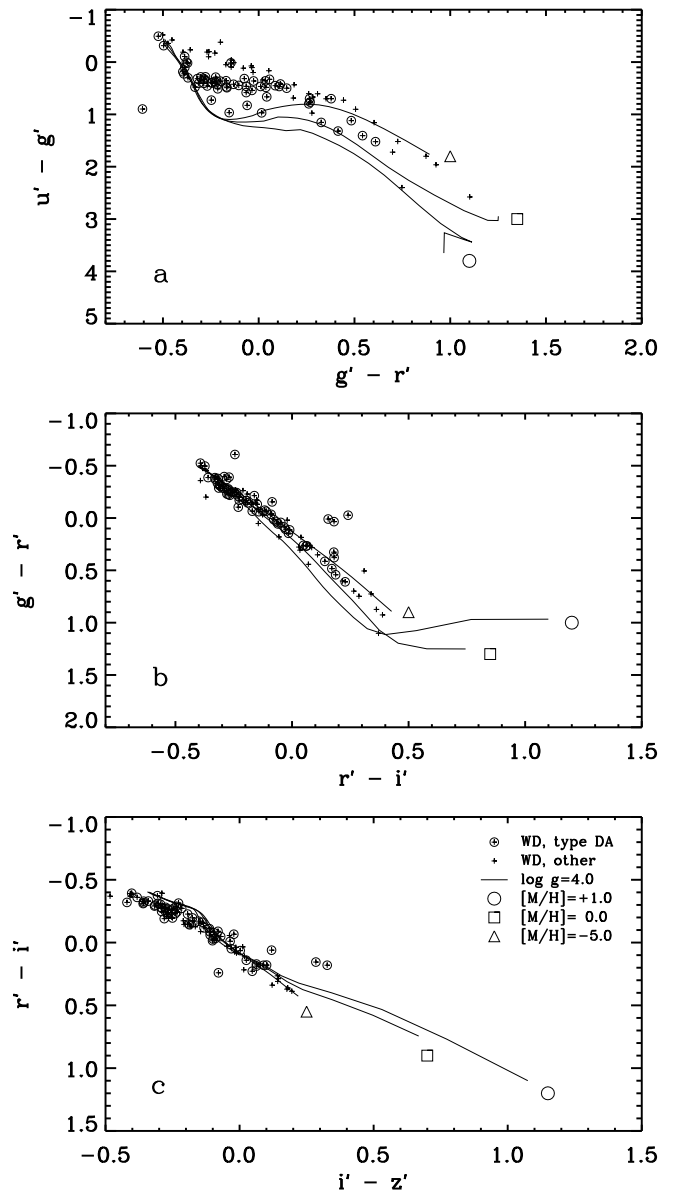 −1
0
1
2
3
4
5
u' − g'
a
−0.5 0.0 0.5 1.0 1.5 2.0
g' − r'
−1.0
−0.5
0.0
0.5
1.0
1.5
2.0
g' − r'
b
−0.5 0.0 0.5 1.0 1.5
r' − i'
−1.0
−0.5
0.0
0.5
1.0
1.5
r' − i'
WD, type DA
WD, other
log g=4.0
[M/H]=+1.0
[M/H]= 0.0
[M/H]=−5.0
c
−0.5 0.0 0.5 1.0 1.5
i' − z'